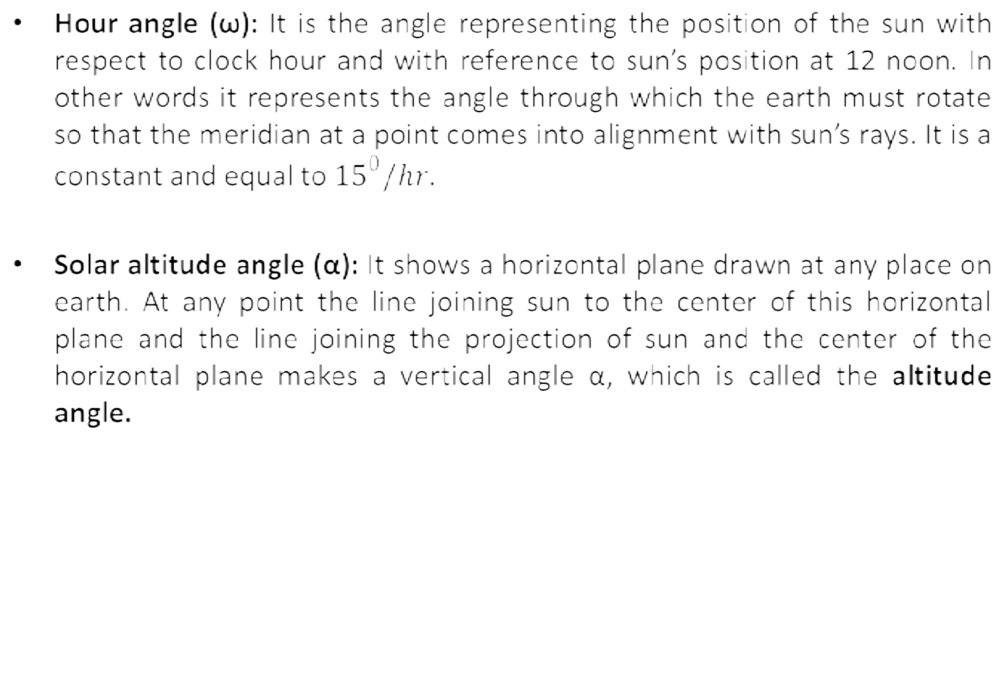 • Hour angle (ω): It is the angle representing the position of the sun with
respect to clock hour and with reference to sun's position at 12 noon. In
other words it represents the angle through which the earth must rotate
so that the meridian at a point comes into alignment with sun's rays. It is a
constant and equal to 15⁰/hr.
• Solar altitude angle (α): It shows a horizontal plane drawn at any place on
earth. At any point the line joining sun to the center of this horizontal
plane and the line joining the projection of sun and the center of the
horizontal plane makes a vertical angle α, which is called the altitude
angle.